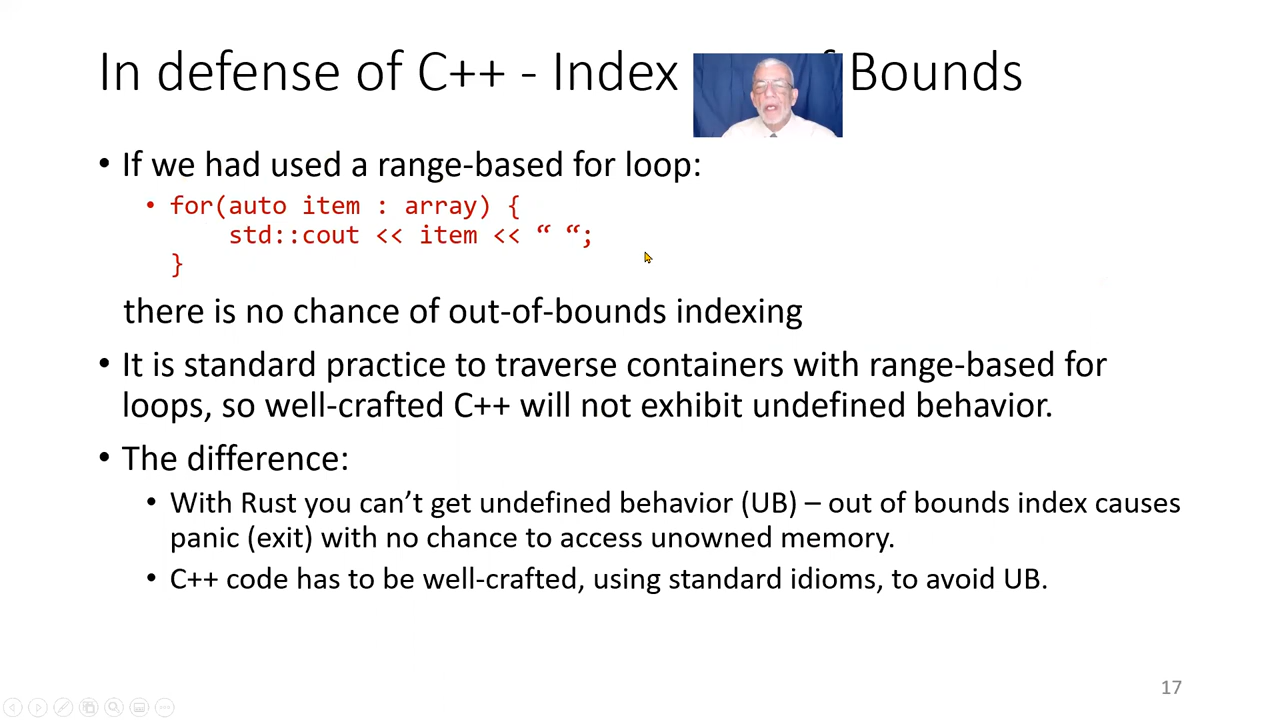 In defense of C++ - Index Bounds
• If we had used a range-based for loop:
• for(auto item : array) {
std::cout << item << “ “;
}
there is no chance of out-of-bounds indexing
• It is standard practice to traverse containers with range-based for
loops, so well-crafted C++ will not exhibit undefined behavior.
• The difference:
• With Rust you can’t get undefined behavior (UB) – out of bounds index causes
panic (exit) with no chance to access unowned memory.
• C++ code has to be well-crafted, using standard idioms, to avoid UB.
17